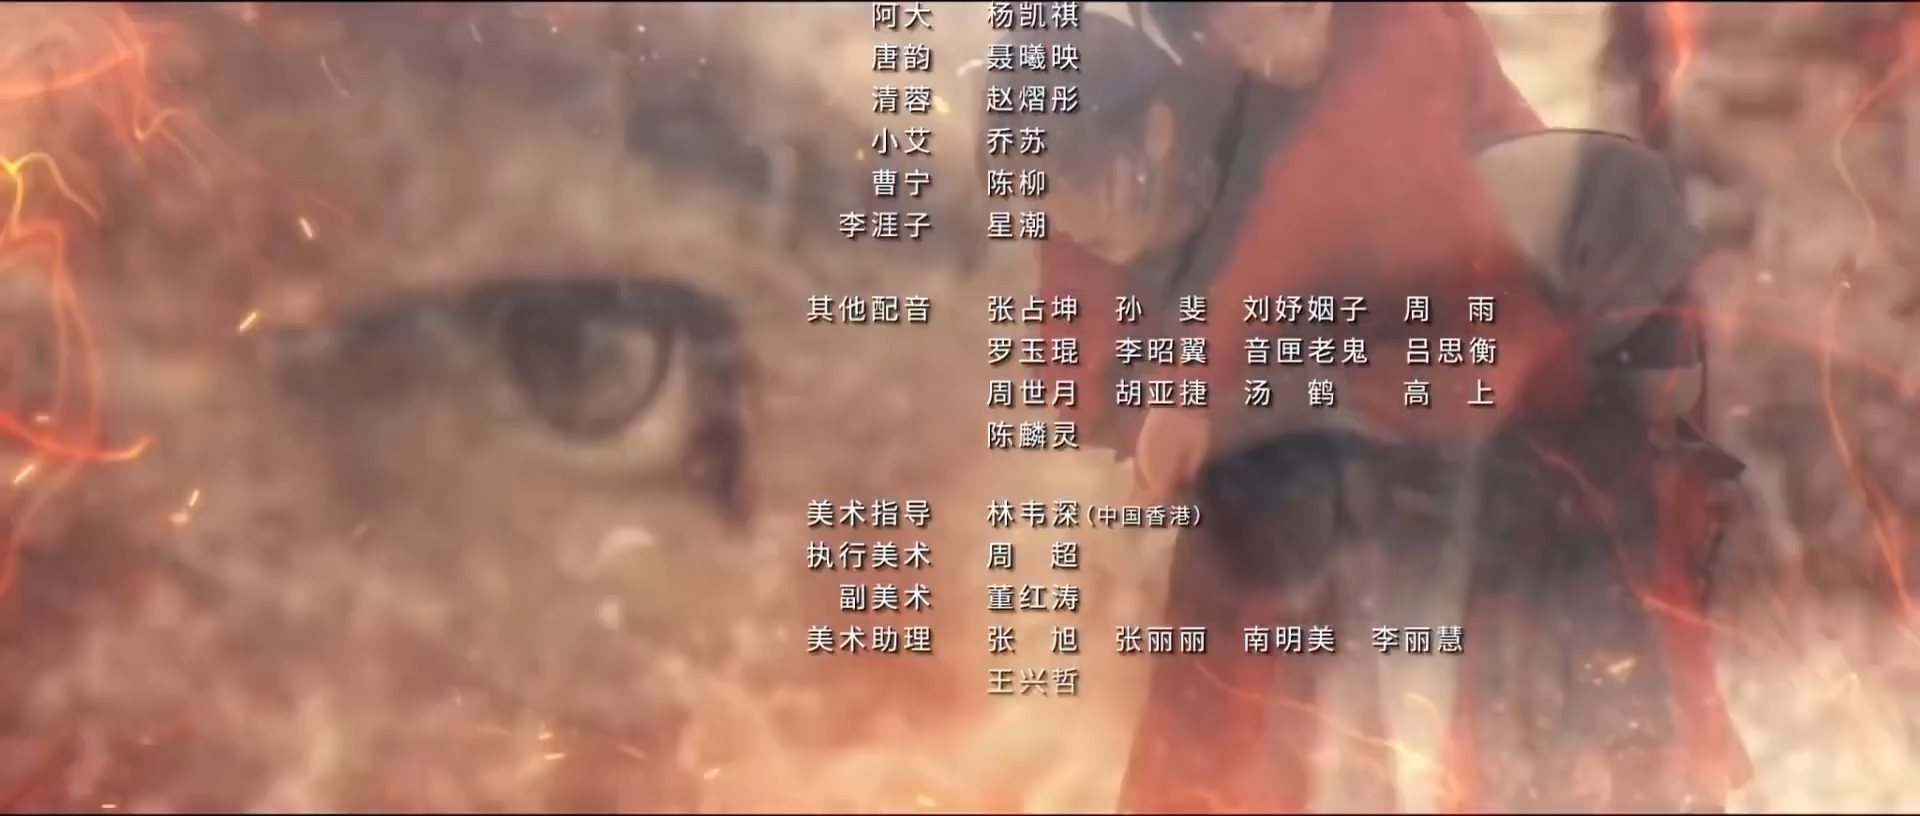 阿大 杨凯祺
唐韵 聂曦映
清蓉 赵熠彤
小艾 乔苏
曹宁 陈柳
李涯子 星潮
其他配音 张占坤 孙 斐 刘妤姻子 周 雨
罗玉琨 李昭翼 音匣老鬼 吕思衡
周世月 胡亚捷 汤 鹤 高 上
陈麟灵
美术指导 林韦深(中国香港)
执行美术 周 超
副美术 董红涛
美术助理 张 旭 张丽丽 南明美 李丽慧
王兴哲